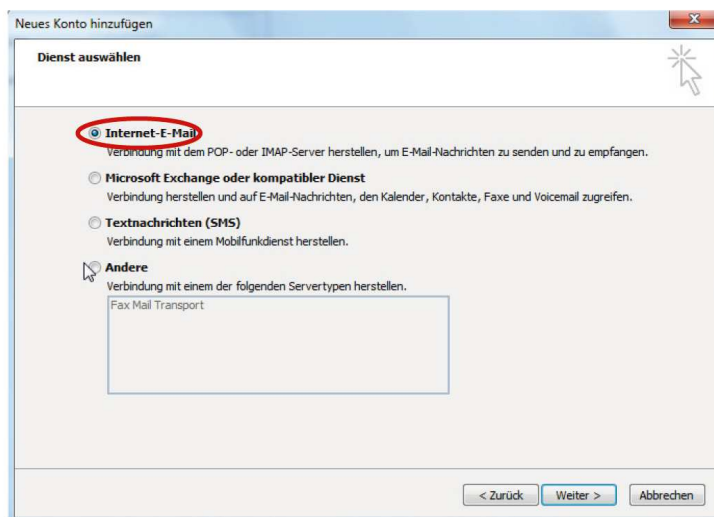 Neues Konto hinzufügen
Dienst auswählen
Internet-E-Mail
Verbindung mit dem POP- oder IMAP-Server herstellen, um E-Mail-Nachrichten zu senden und zu empfangen.
Microsoft Exchange oder kompatibler Dienst
Verbindung herstellen und auf E-Mail-Nachrichten, den Kalender, Kontakte, Faxe und Voicemail zugreifen.
Textnachrichten (SMS)
Verbindung mit einem Mobilfunkdienst herstellen.
Andere
Verbindung mit einem der folgenden Servertypen herstellen.
Fax Mail Transport
< Zurück Weiter > Abbrechen